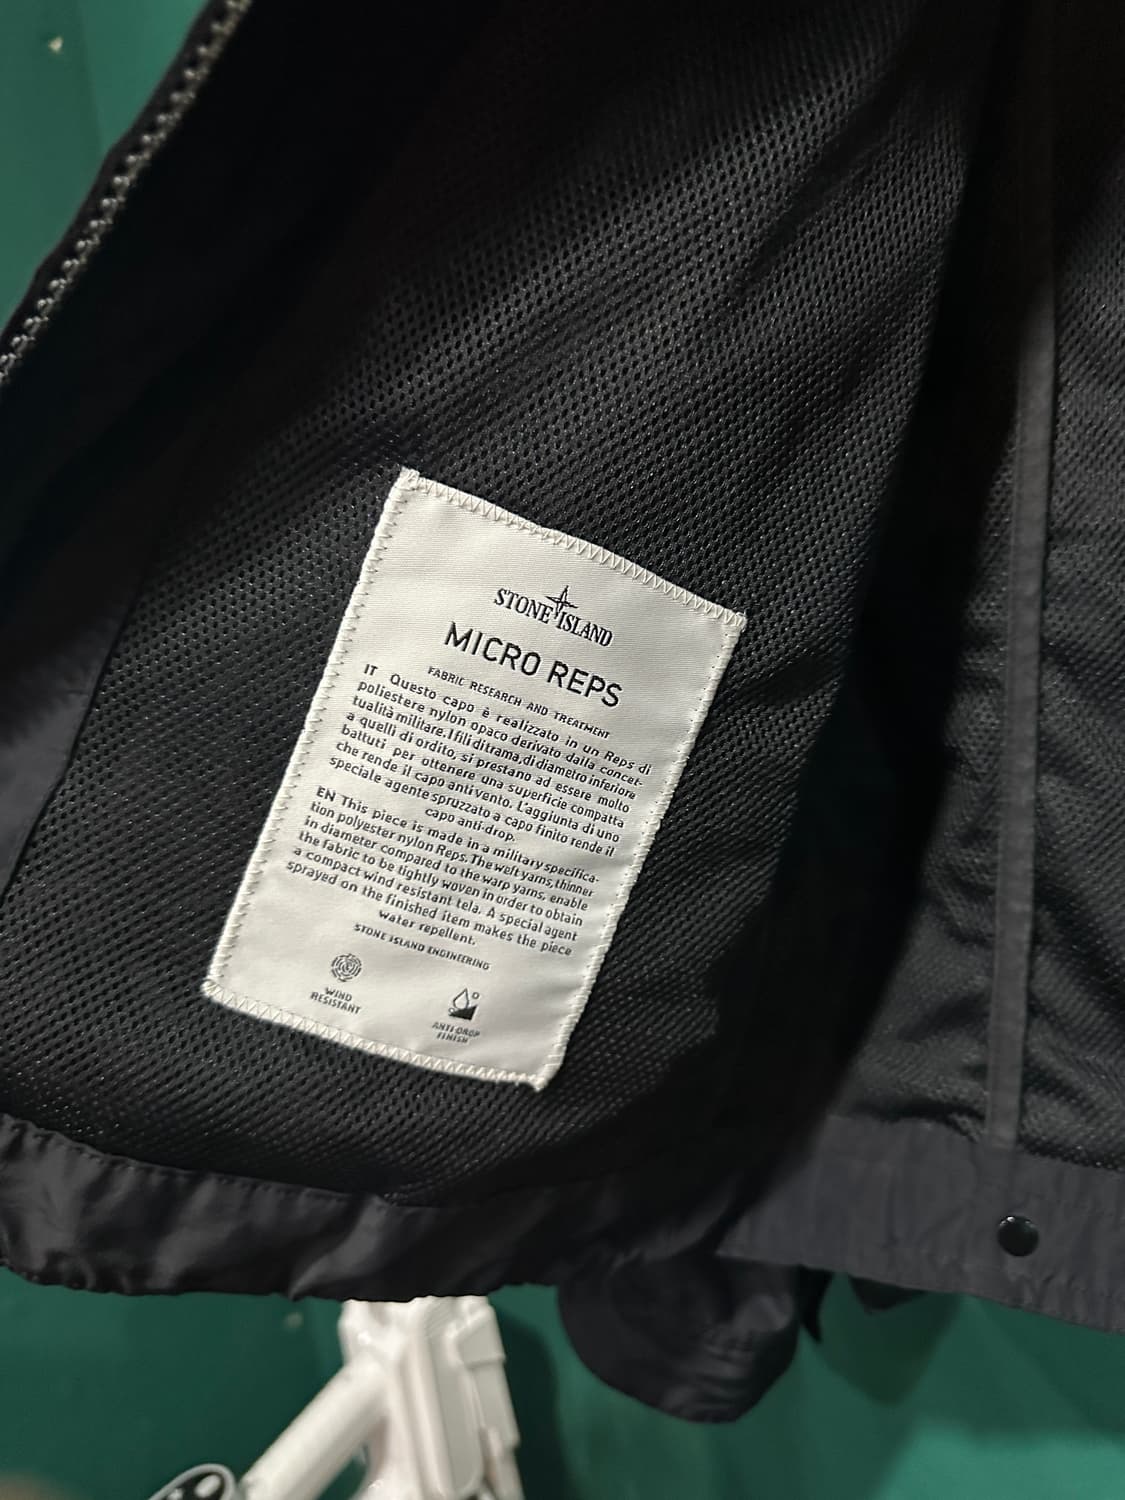 STONE ISLAND
MICRO REPS
FABRIC RESEARCH AND TREATMENT
IT Questo capo è realizzato in un Reps di
poliestere nylon opaco derivato dalla concet-
tualità militare. I fili di trama, di diametro inferiore
a quelli di ordito, si prestano ad essere molto
battuti per ottenere una superficie compatta
che rende il capo antivento. L'aggiunta di uno
speciale agente spruzzato a capo finito rende il
capo anti-drop.
EN This piece is made in a military specifica-
tion polyester nylon Reps. The weft yarns, thinner
in diameter compared to the warp yarns, enable
the fabric to be tightly woven in order to obtain
a compact wind resistant tela. A special agent
sprayed on the finished item makes the piece
water repellent.
STONE ISLAND ENGINEERING
WIND
RESISTANT
ANTI-DROP
FINISH